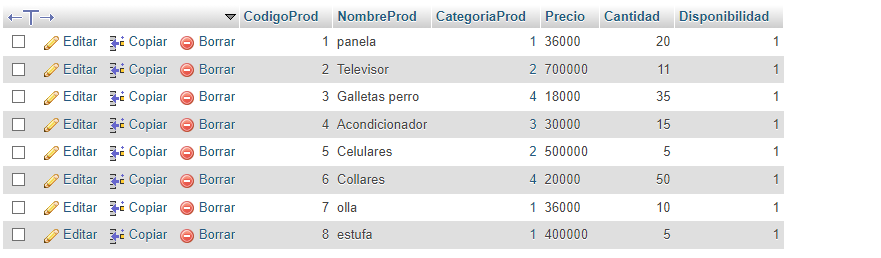 CodigoProd NombreProd CategoriaProd Precio Cantidad Disponibilidad
Editar Copiar Borrar 1 panela 1 36000 20 1
Editar Copiar Borrar 2 Televisor 2 700000 11 1
Editar Copiar Borrar 3 Galletas perro 4 18000 35 1
Editar Copiar Borrar 4 Acondicionador 3 30000 15 1
Editar Copiar Borrar 5 Celulares 2 500000 5 1
Editar Copiar Borrar 6 Collares 4 20000 50 1
Editar Copiar Borrar 7 olla 1 36000 10 1
Editar Copiar Borrar 8 estufa 1 400000 5 1